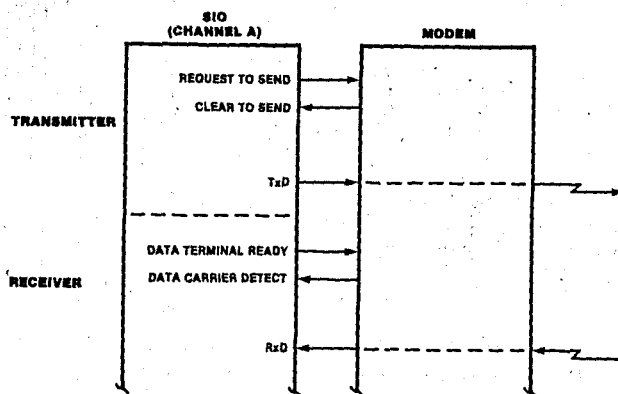 SIO
(CHANNEL A)
MODEM
REQUEST TO SEND
CLEAR TO SEND
TRANSMITTER
TxD
DATA TERMINAL READY
RECEIVER
DATA CARRIER DETECT
RxD